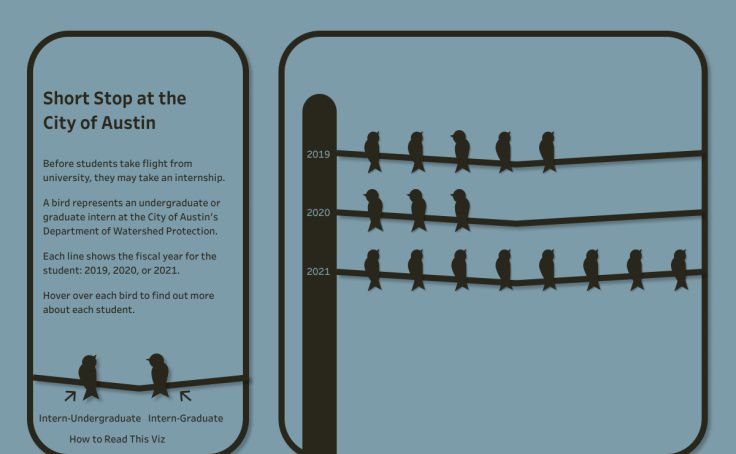 Short Stop at the
City of Austin
Before students take flight from
university, they may take an internship.
A bird represents an undergraduate or
graduate intern at the City of Austin's
Department of Watershed Protection.
Each line shows the fiscal year for the
student: 2019, 2020, or 2021.
Hover over each bird to find out more
about each student.
Intern-Undergraduate Intern-Graduate
How to Read This Viz
2019
2020
2021